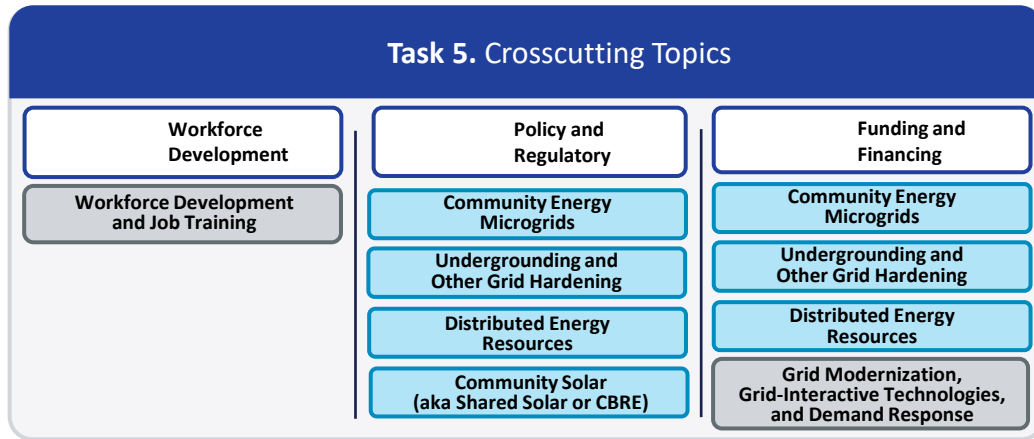 Task 5. Crosscutting Topics
Workforce
Development
Workforce Development
and Job Training
Policy and
Regulatory
Community Energy
Microgrids
Undergrounding and
Other Grid Hardening
Distributed Energy
Resources
Community Solar
(aka Shared Solar or CBRE)
Funding and
Financing
Community Energy
Microgrids
Undergrounding and
Other Grid Hardening
Distributed Energy
Resources
Grid Modernization,
Grid-Interactive Technologies,
and Demand Response